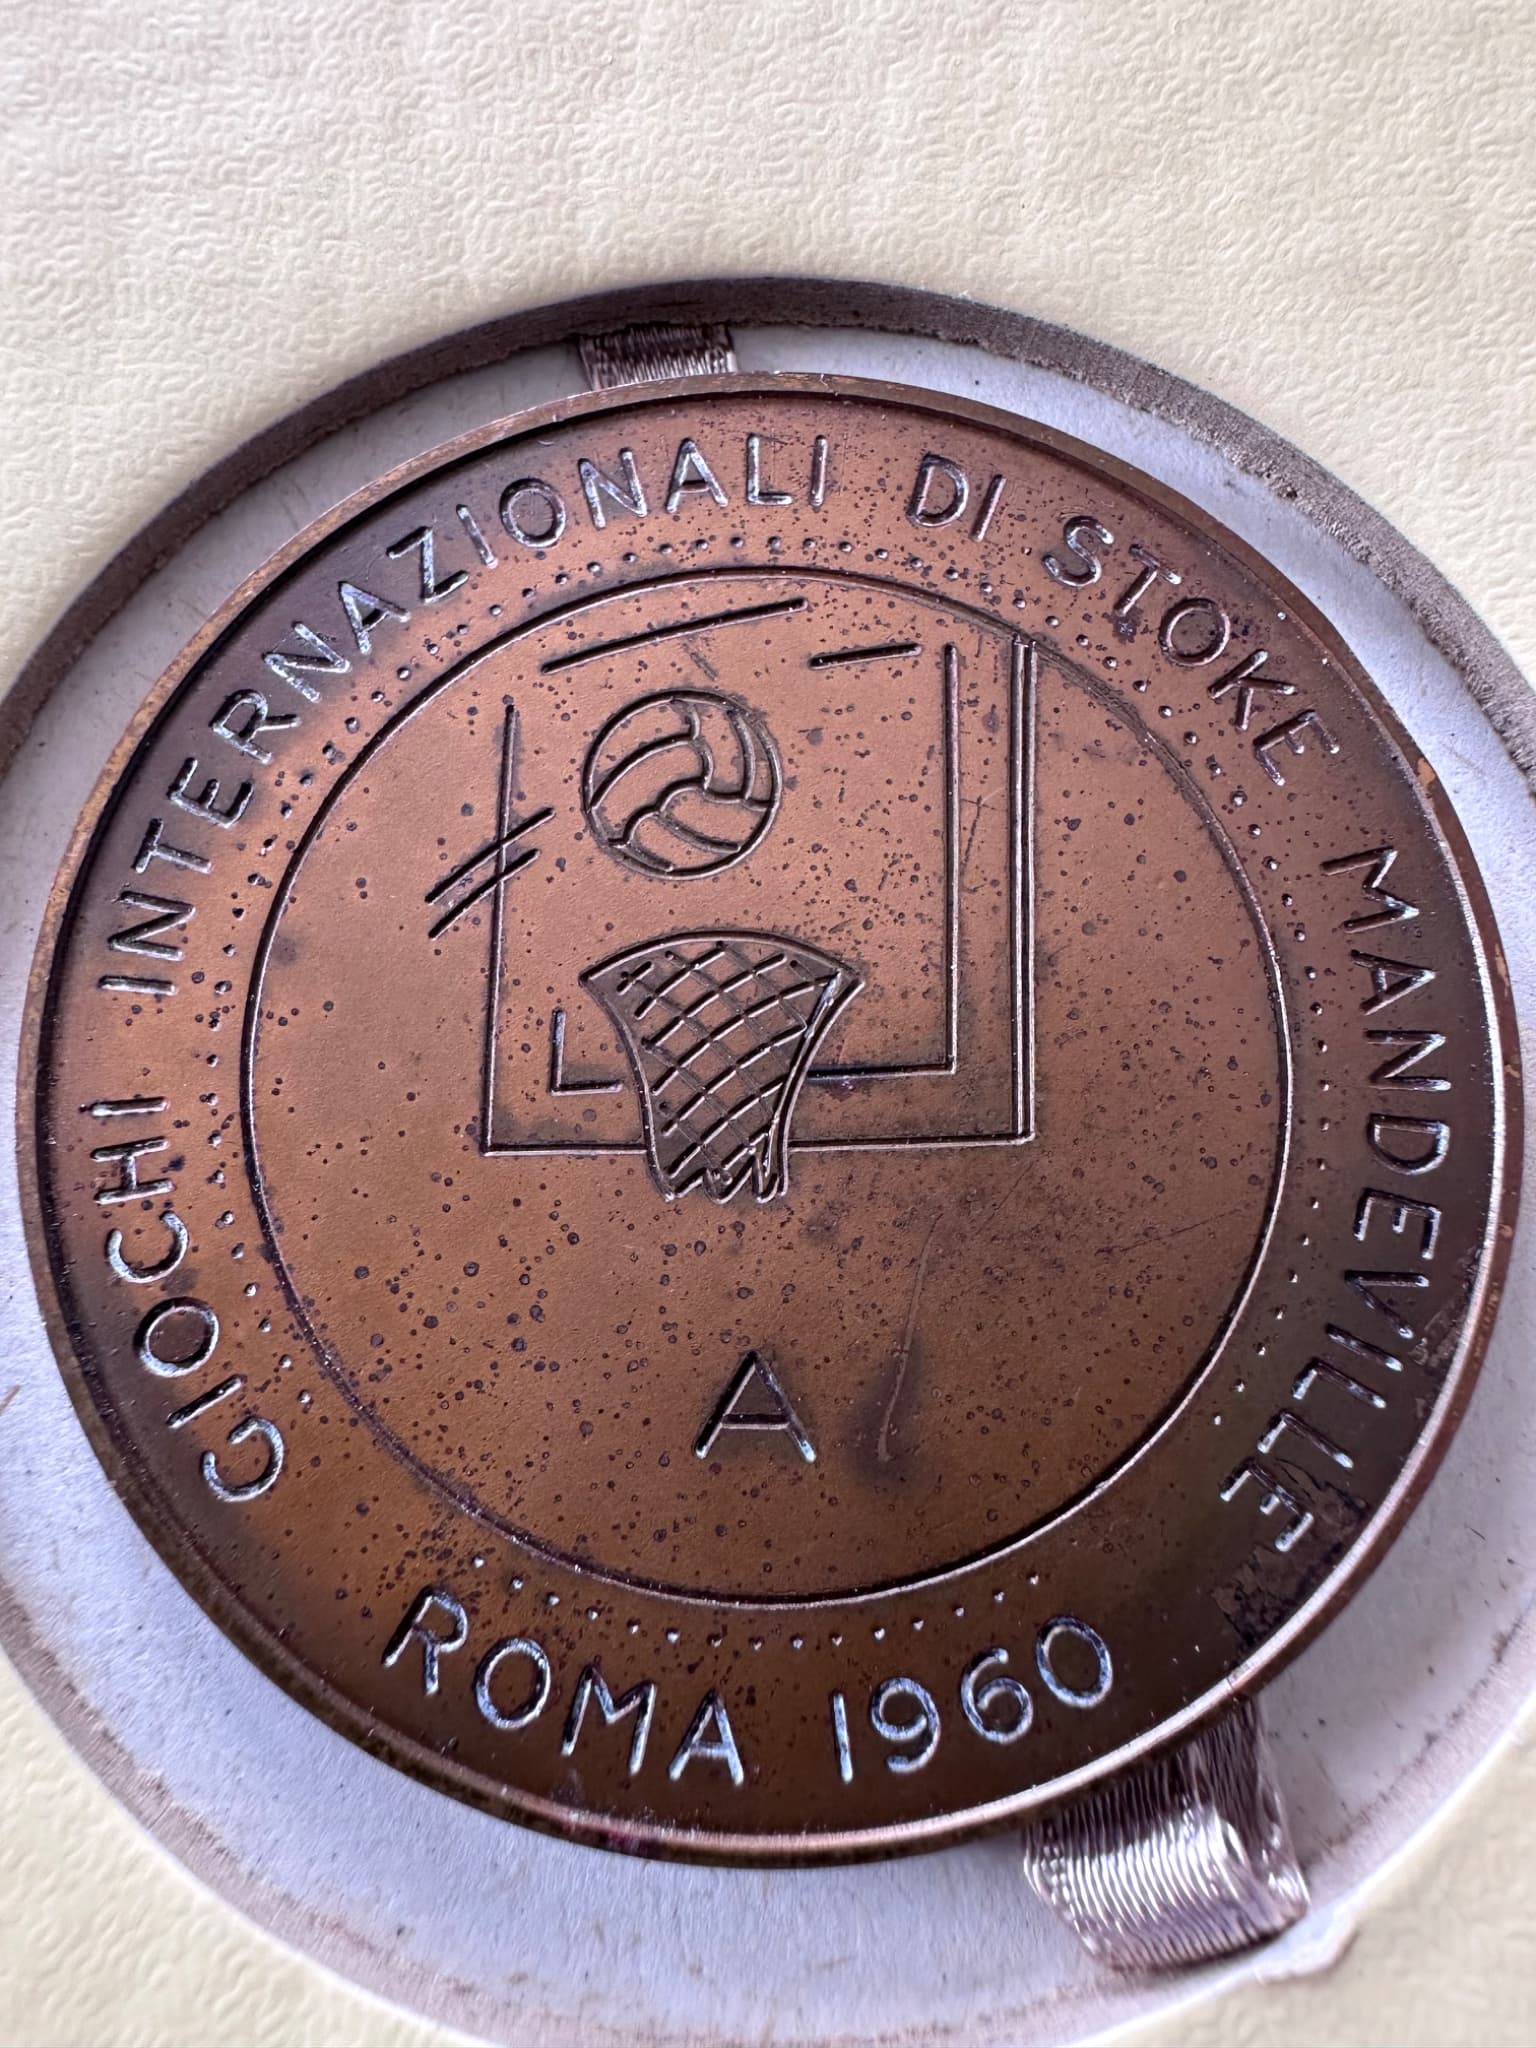 GIOCHI INTERNAZIONALI DI STOKE MANDEVILLE
A
ROMA 1960